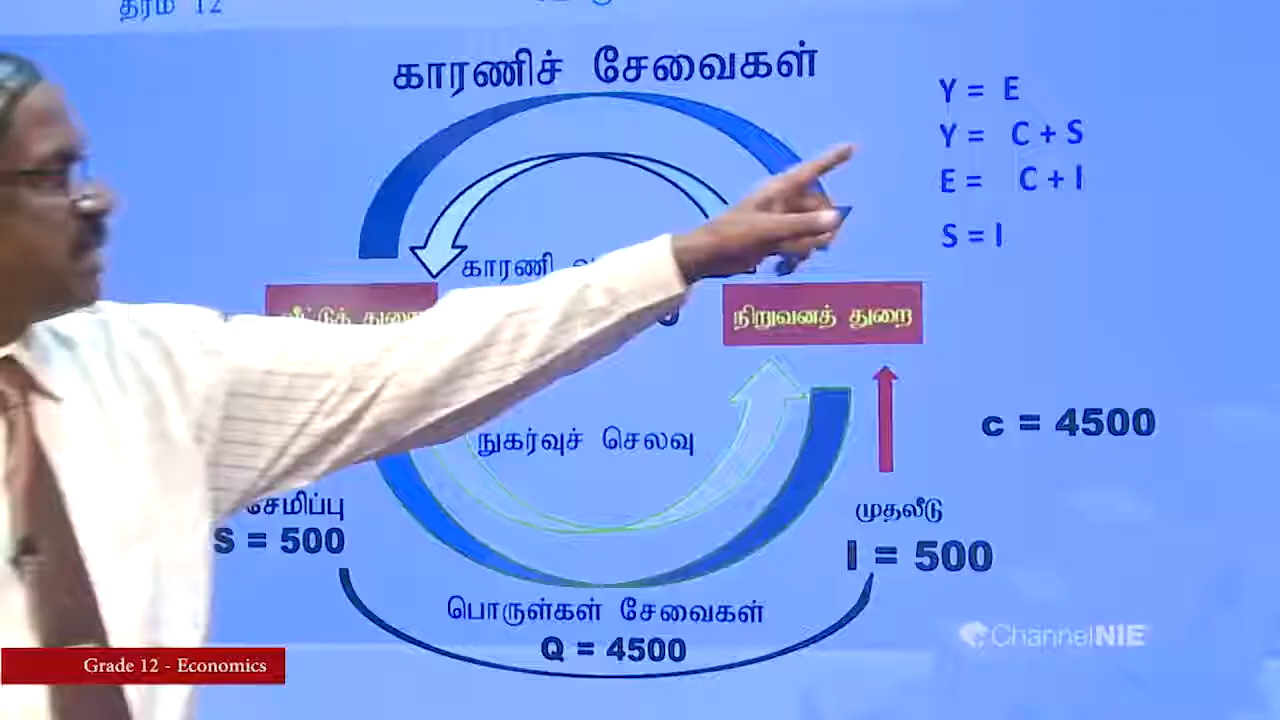 தரம் 12
காரணிச் சேவைகள்
Y = E
Y = C + S
E = C + I
S = I
காரணி
வீட்டுத் துறை
நிறுவனத் துறை
நுகர்வுச் செலவு
c = 4500
சேமிப்பு
S = 500
முதலீடு
I = 500
பொருள்கள் சேவைகள்
Q = 4500
ChannelNIE
Grade 12 - Economics